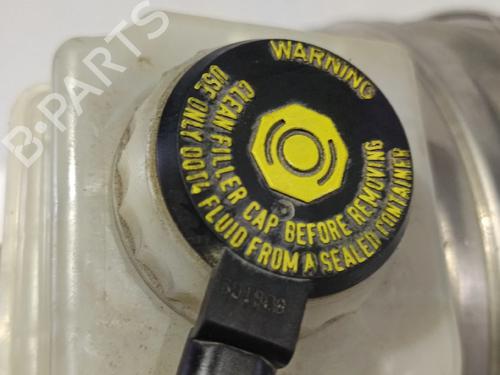 B-PARTS
WARNING
CLEAN FILLER CAP BEFORE REMOVING
USE ONLY DOT4 FLUID FROM A SEALED CONTAINER